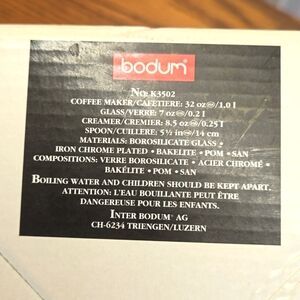 bodum®
No. K3502
COFFEE MAKER/CAFETIERE: 32 oz/1.0 l
GLASS/VERRE: 7 oz/0.2 l
CREAMER/CREMIER: 8.5 oz/0.25 l
SPOON/CUILLERE: 5½ in/14 cm
MATERIALS: BOROSILICATE GLASS •
IRON CHROME PLATED • BAKELITE • POM • SAN
COMPOSITIONS: VERRE BOROSILICATE • ACIER CHROMÉ •
BAKÉLITE • POM • SAN
BOILING WATER AND CHILDREN SHOULD BE KEPT APART.
ATTENTION: L'EAU BOUILLANTE PEUT ÊTRE
DANGEREUSE POUR LES ENFANTS.
INTER BODUM® AG
CH-6234 TRIENGEN/LUZERN